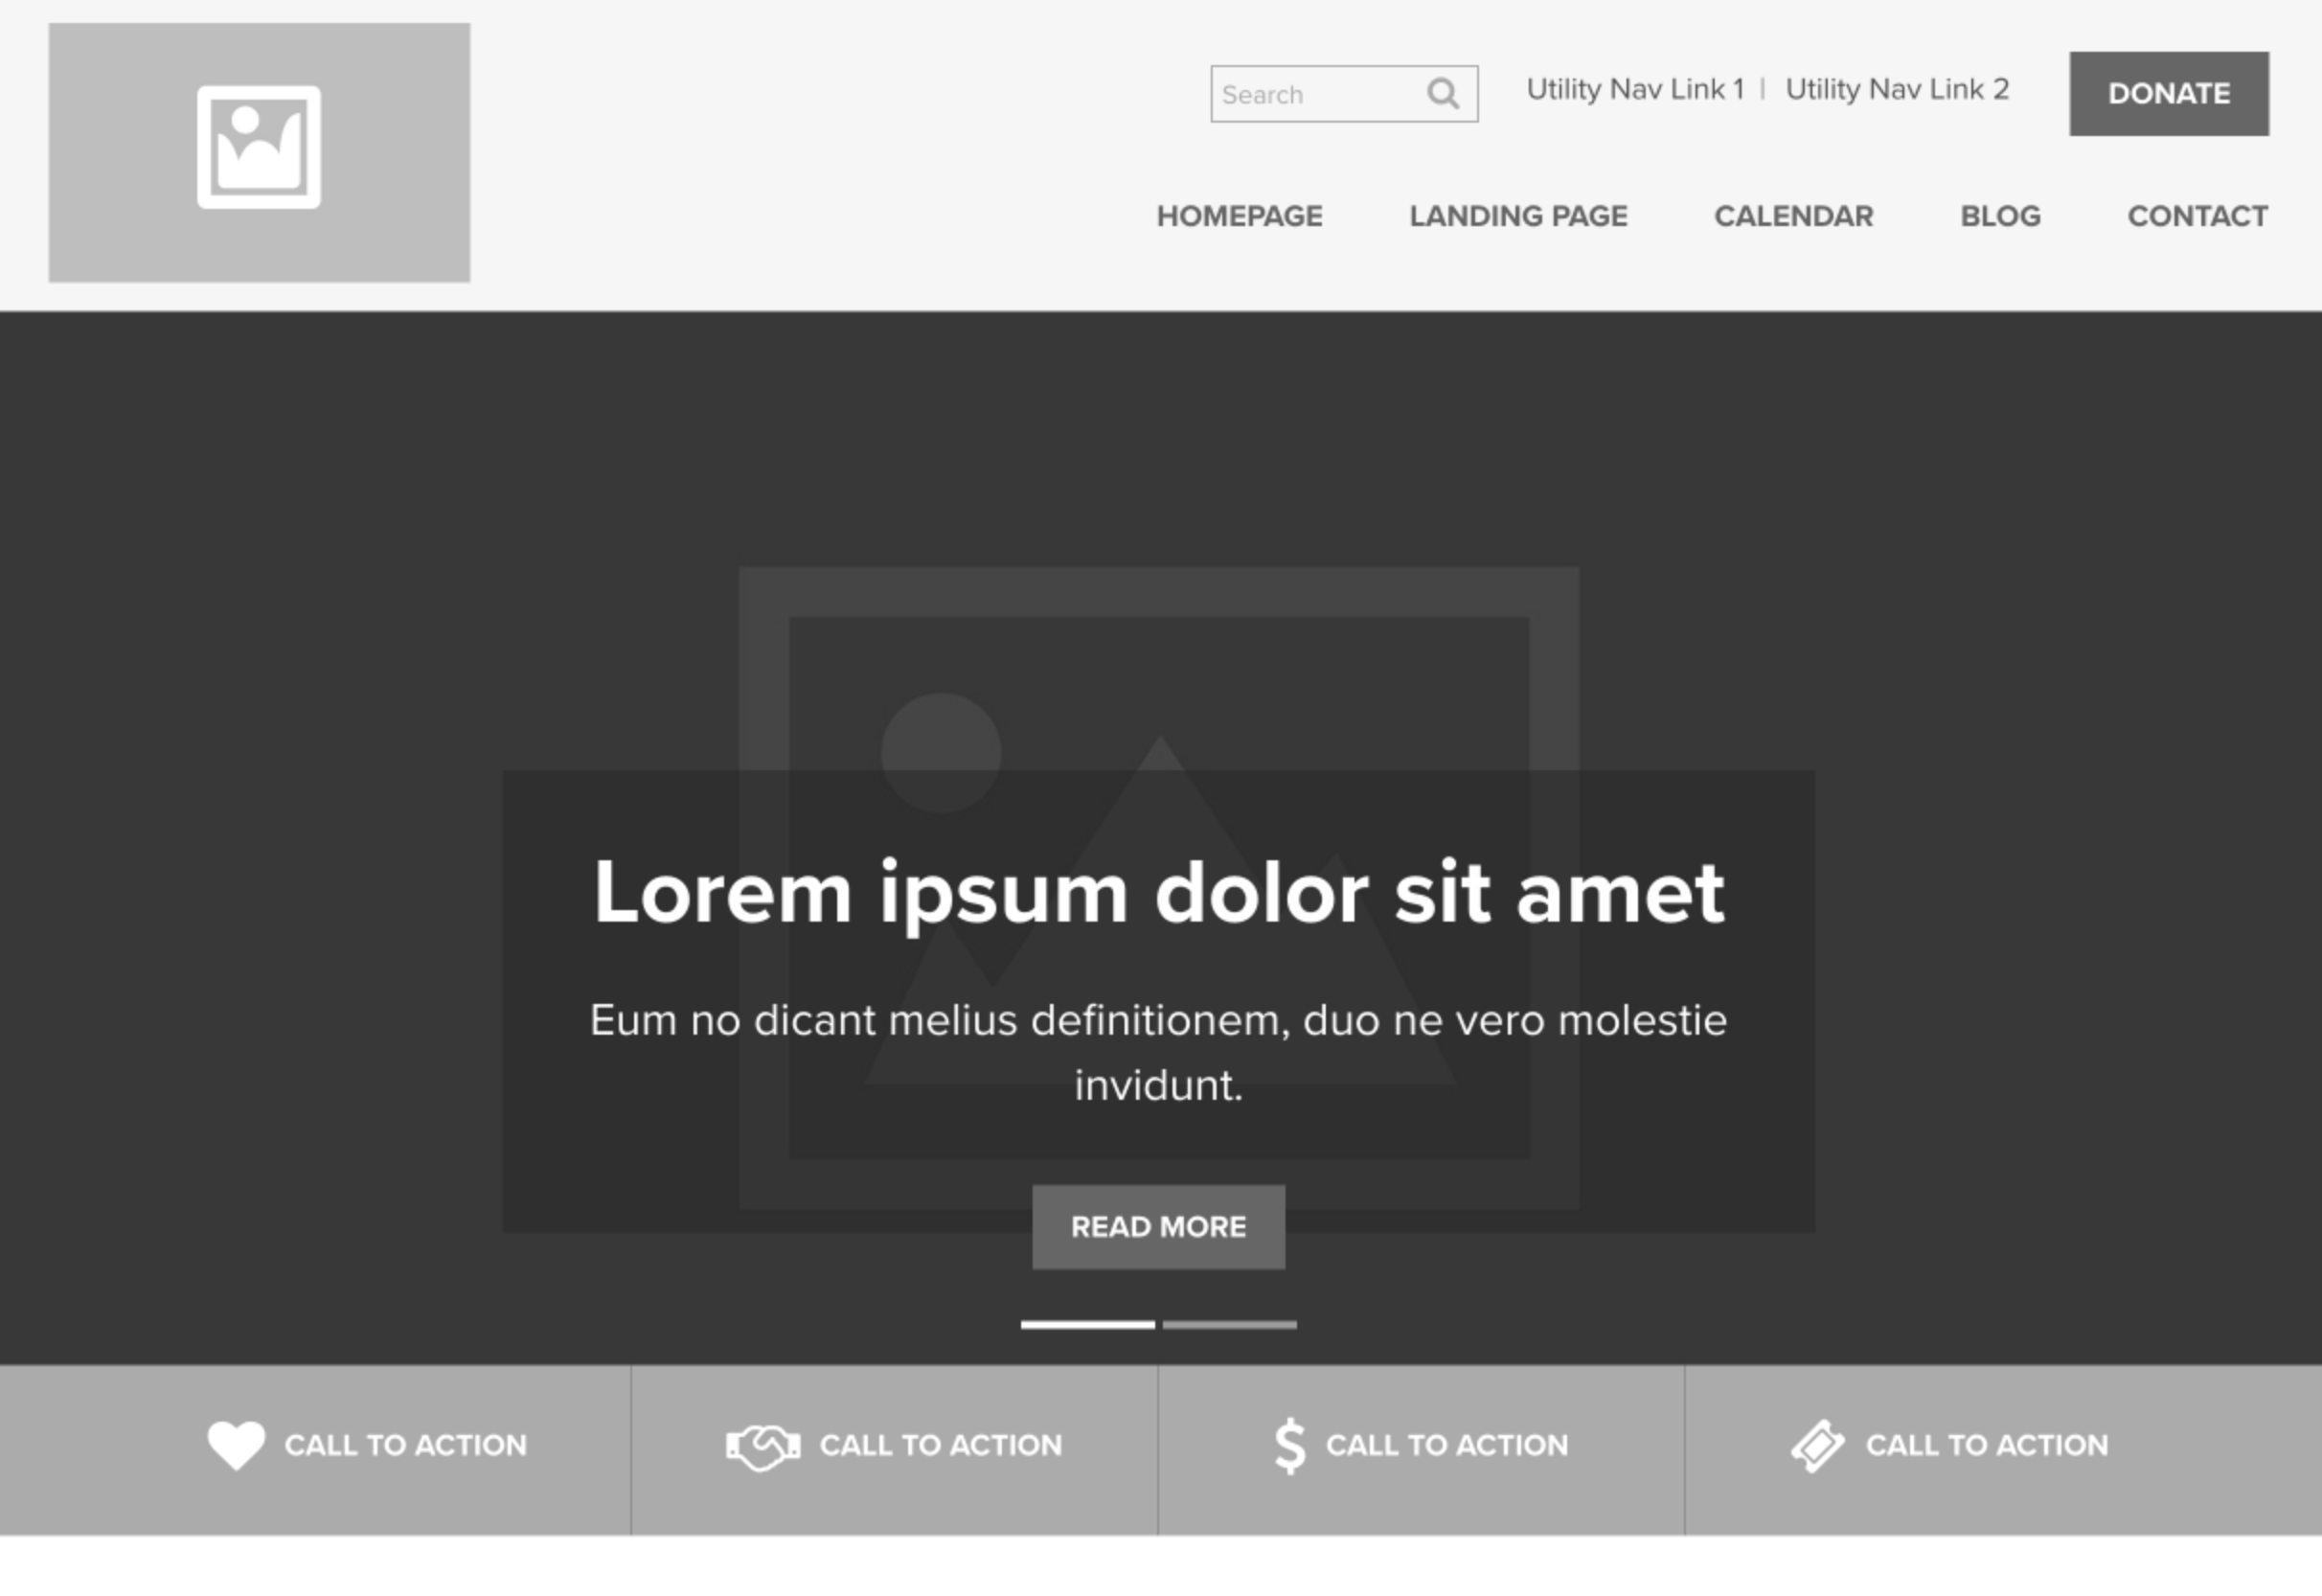 Search
Utility Nav Link 1 | Utility Nav Link 2
DONATE
HOMEPAGE LANDING PAGE CALENDAR BLOG CONTACT
Lorem ipsum dolor sit amet
Eum no dicant melius definitionem, duo ne vero molestie
invidunt.
READ MORE
CALL TO ACTION
CALL TO ACTION
$ CALL TO ACTION
CALL TO ACTION